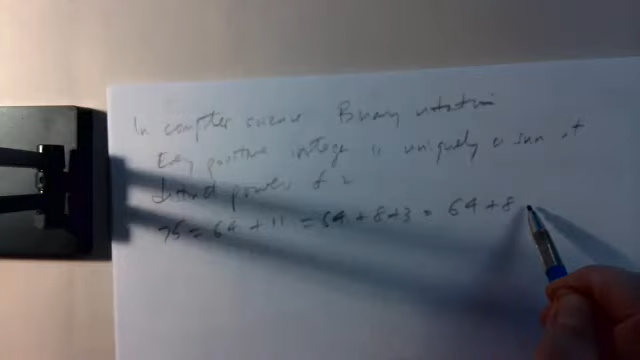 In computer science Binary notation
Every positive integer is uniquely a sum of
distinct powers of 2
75 = 64 + 11 = 64 + 8 + 3 = 64 + 8